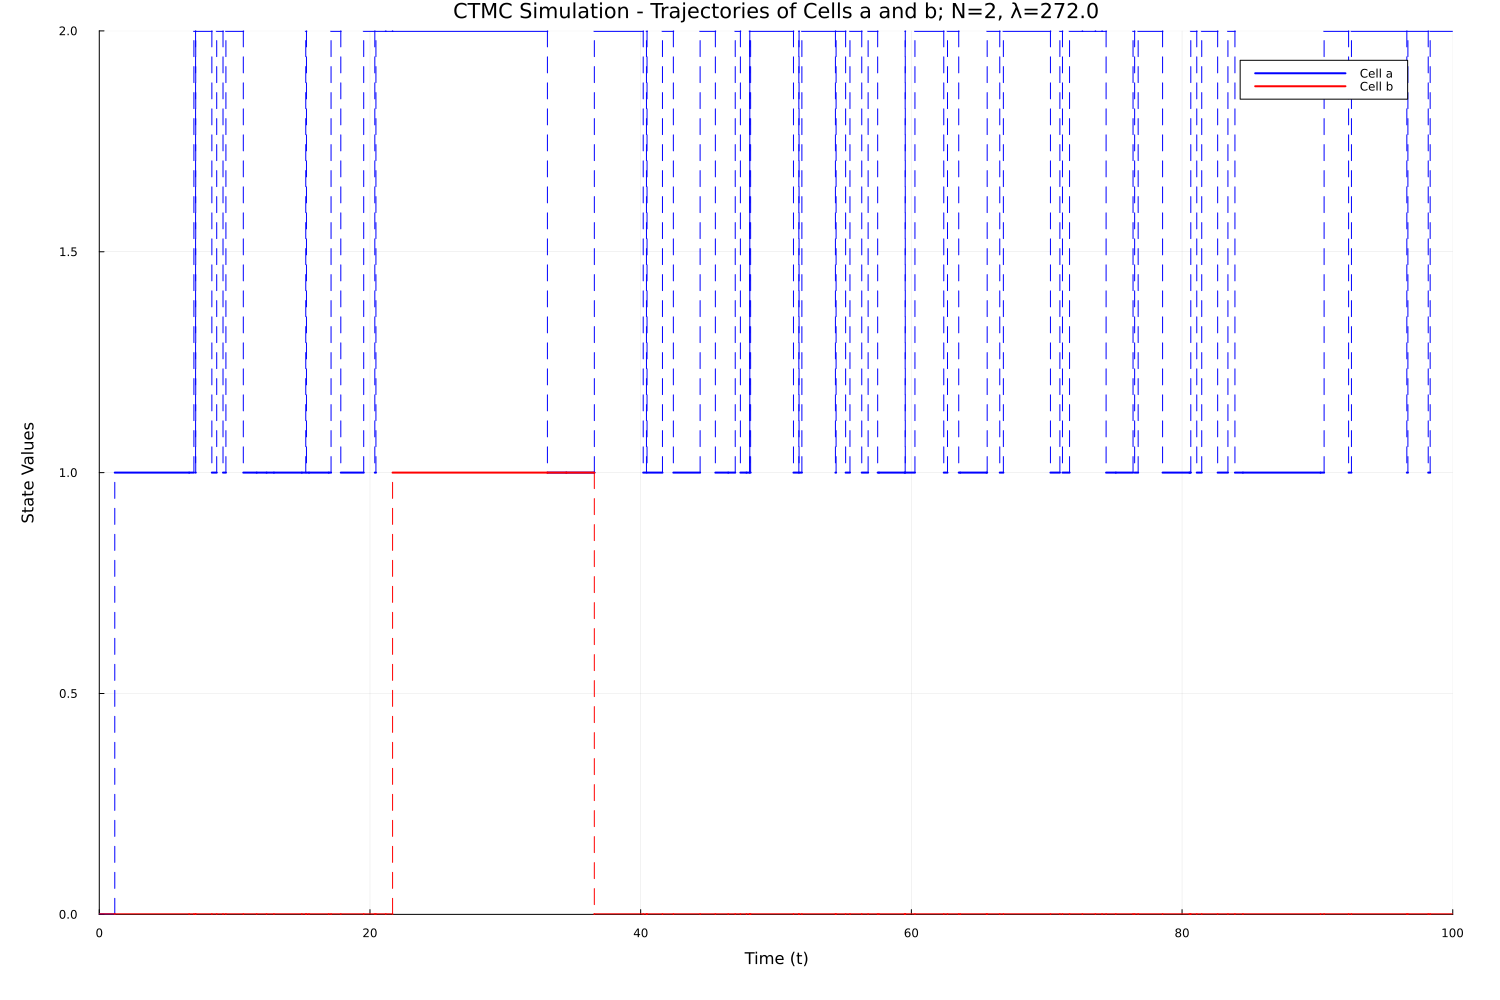 CTMC Simulation - Trajectories of Cells a and b; N=2, λ=272.0
2.0
Cell a
Cell b
1.5
1.0
State Values
0.5
0.0
0 20 40 60 80 100
Time (t)